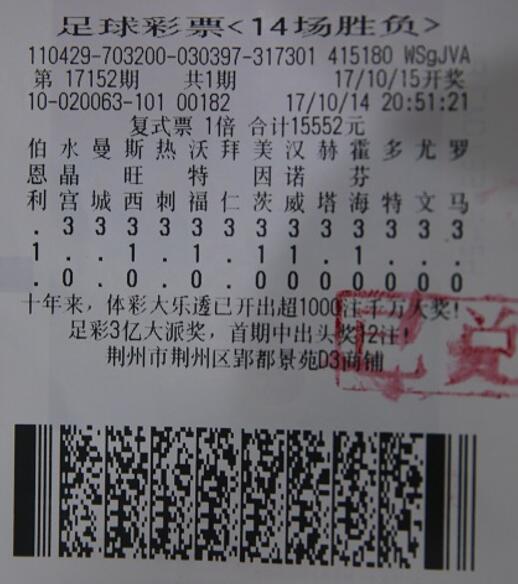 足球彩票<14场胜负>
110429-703200-030397-317301 415180 WSgJVA
第 17152期 共1期 17/10/15开奖
10-020063-101 00182 17/10/14 20:51:21
复式票 1倍 合计15552元
伯 水 曼 斯 热 沃 拜 美 汉 赫 霍 多 尤 罗
恩 晶 旺 特 因 诺 芬
利 宫 城 西 刺 福 仁 茨 威 塔 海 特 文 马
. 3 3 3 3 3 3 3 3 3 3 3 3 3
1 . . 1 . 1 . 1 1 . 1 . . .
. 0 . 0 . 0 . 0 0 0 0 0 0 0
十年来，体彩大乐透已开出超1000注千万大奖!
足彩3亿大派奖，首期中出头奖12注!
荆州市荆州区郢都景苑D3商铺
已兑